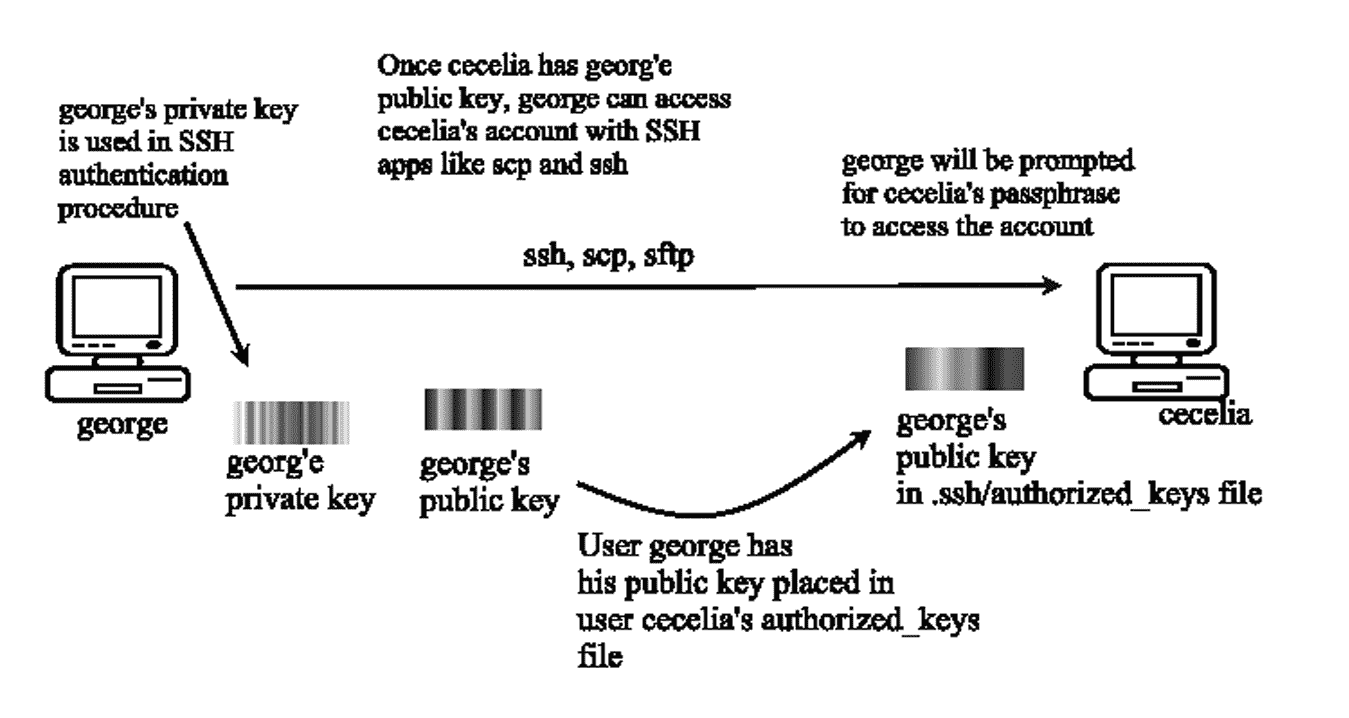 george's private key
is used in SSH
authentication
procedure
Once cecelia has georg'e
public key, george can access
cecelia's account with SSH
apps like scp and ssh
george will be prompted
for cecelia's passphrase
to access the account
ssh, scp, sftp
george
georg'e
private key
george's
public key
george's
public key
in .ssh/authorized_keys file
cecelia
User george has
his public key placed in
user cecelia's authorized_keys
file